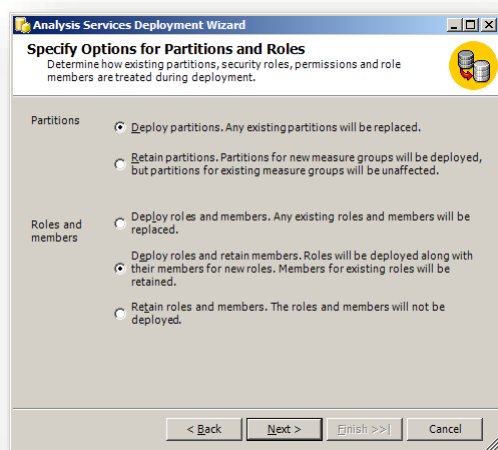 Analysis Services Deployment Wizard
Specify Options for Partitions and Roles
Determine how existing partitions, security roles, permissions and role
members are treated during deployment.
Partitions
Deploy partitions. Any existing partitions will be replaced.
Retain partitions. Partitions for new measure groups will be deployed,
but partitions for existing measure groups will be unaffected.
Roles and
members
Deploy roles and members. Any existing roles and members will be
replaced.
Deploy roles and retain members. Roles will be deployed along with
their members for new roles. Members for existing roles will be
retained.
Retain roles and members. The roles and members will not be
deployed.
< Back
Next >
Finish >>|
Cancel